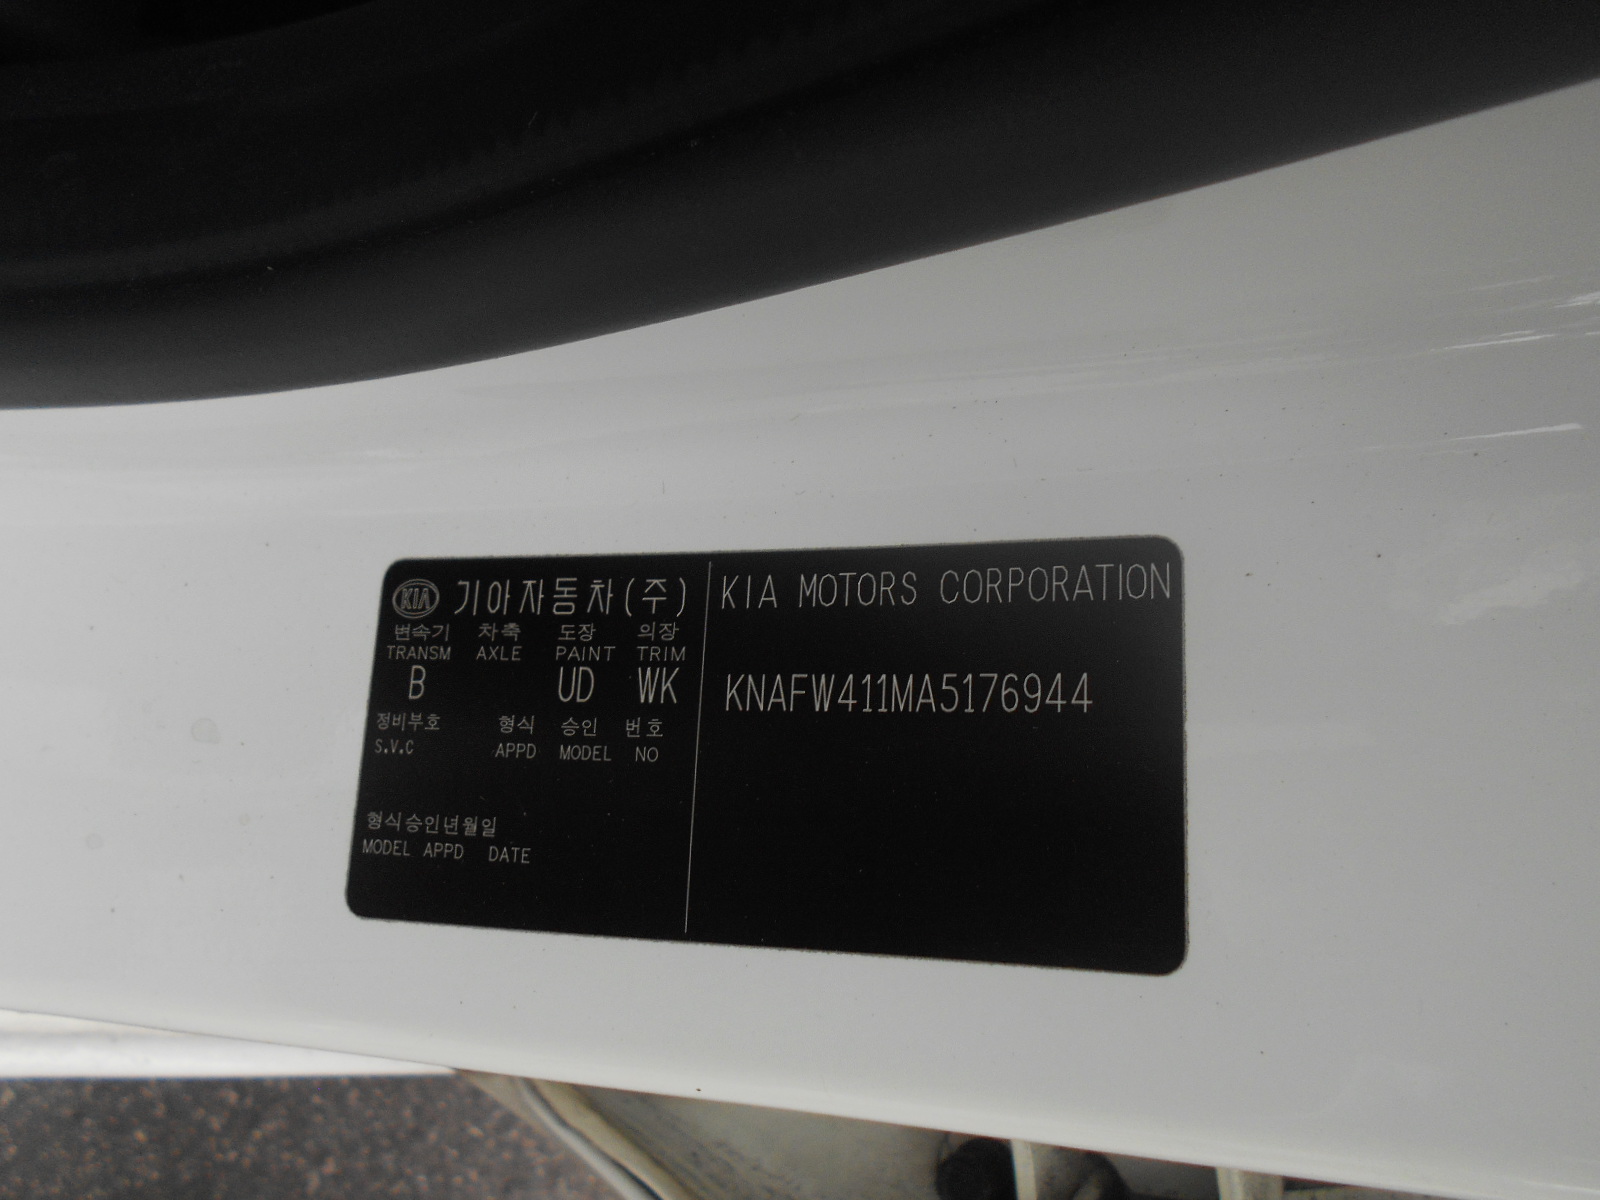 KIA 기아자동차(주)
변속기 차축 도장 의장
TRANSM AXLE PAINT TRIM
B UD WK
정비부호 형식 승인 번호
S.V.C APPD MODEL NO
형식승인년월일
MODEL APPD DATE
KIA MOTORS CORPORATION
KNAFW411MA5176944